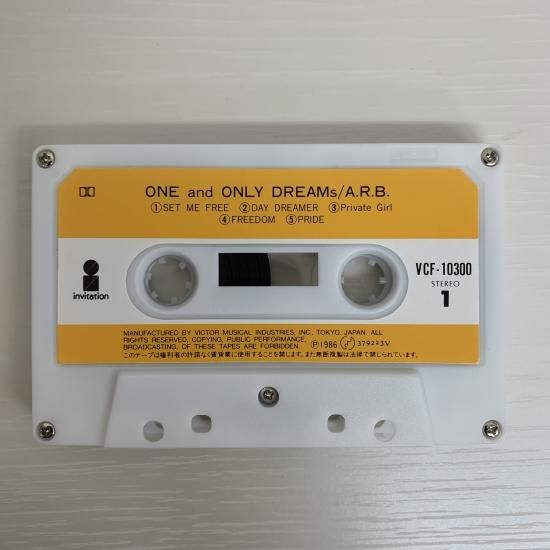 ONE and ONLY DREAMs/A.R.B.
①SET ME FREE ②DAY DREAMER ③Private Girl
④FREEDOM ⑤PRIDE
invitation
VCF-10300
STEREO
1
MANUFACTURED BY VICTOR MUSICAL INDUSTRIES, INC., TOKYO, JAPAN. ALL
RIGHTS RESERVED, COPYING, PUBLIC PERFORMANCE,
BROADCASTING, OF THESE TAPES ARE FORBIDDEN. Ⓟ1986 379223V
このテープは権利者の許諾なく賃貸業に使用することを禁じます。また無断複製は法律で禁じられています。